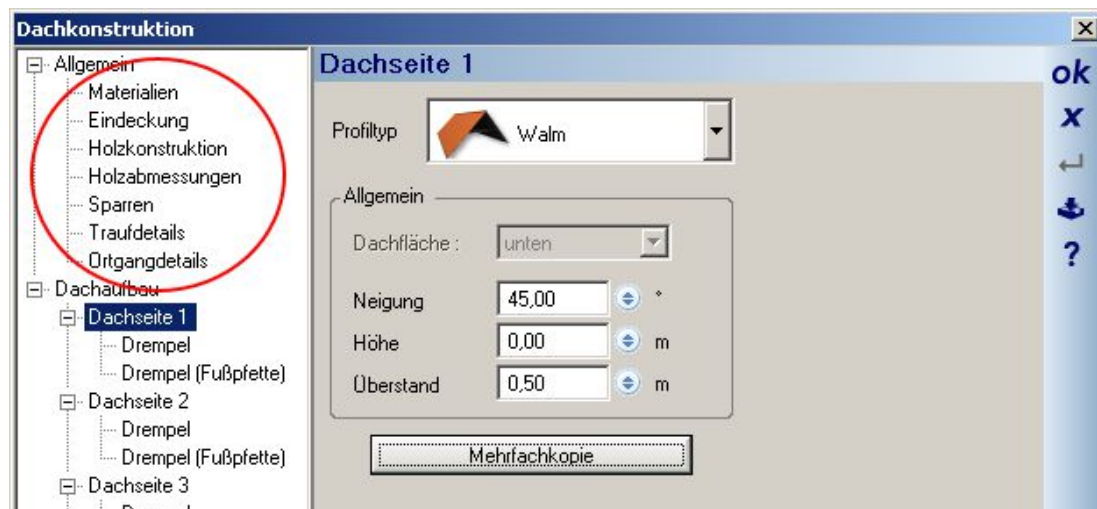 Dachkonstruktion
Allgemein
Materialien
Eindeckung
Holzkonstruktion
Holzabmessungen
Sparren
Traufdetails
Ortgangdetails
Dachaufbau
Dachseite 1
Drempel
Drempel (Fußpfette)
Dachseite 2
Drempel
Drempel (Fußpfette)
Dachseite 3
Dachseite 1
Profiltyp Walm
Allgemein
Dachfläche : unten
Neigung 45,00 °
Höhe 0,00 m
Überstand 0,50 m
Mehrfachkopie
ok
x
?